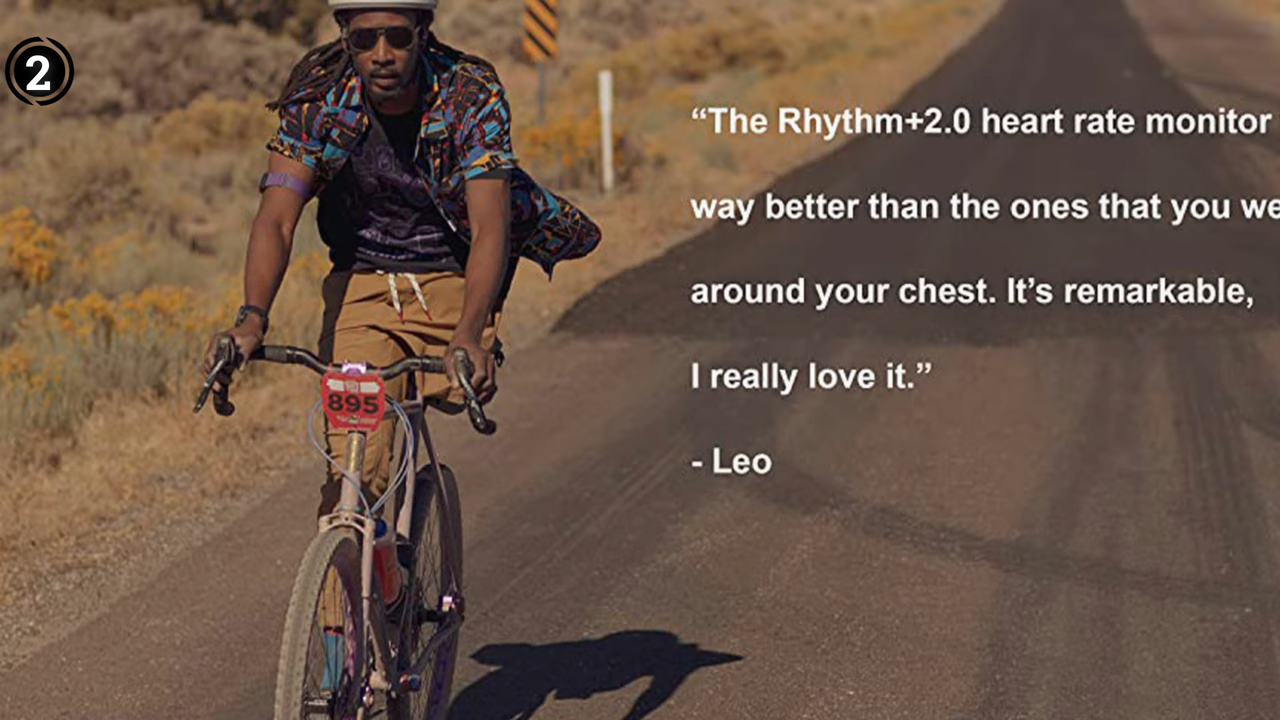 2
“The Rhythm+2.0 heart rate monitor
way better than the ones that you we
around your chest. It’s remarkable,
I really love it.”
- Leo
895